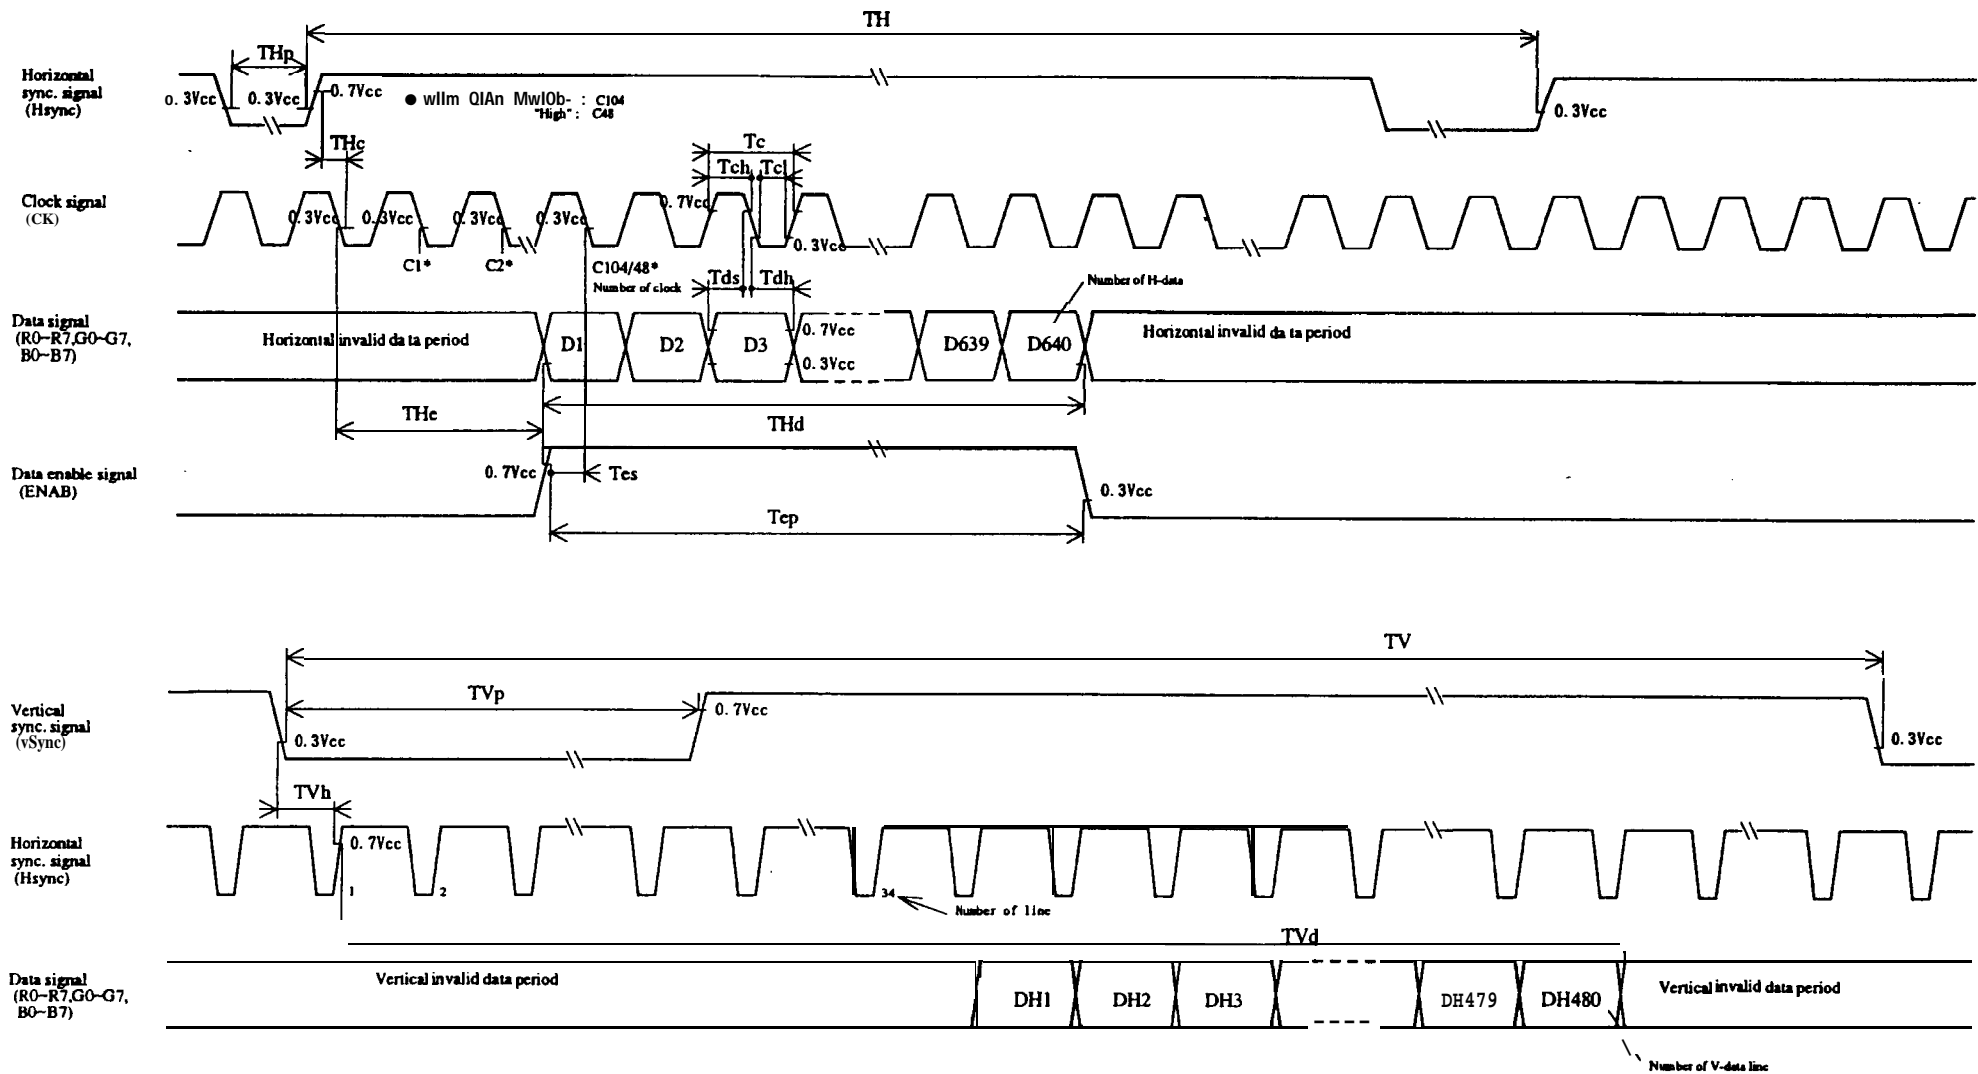 TH
THp
Horizontal
sync. signal
(Hsync)
0.3Vcc
0.3Vcc
0.7Vcc
0.3Vcc
● wIIm QIAn MwIOb- : C104
"High" : C48
THc
Tc
Tch
Tcl
Clock signal
(CK)
0.3Vcc
0.3Vcc
0.3Vcc
0.3Vcc
0.7Vcc
0.3Vcc
C1*
C2*
C104/48*
Number of clock
Tds
Tdh
Number of H-data
Data signal
(R0~R7,G0~G7,
B0~B7)
Horizontal invalid data period
D1
D2
D3
0.7Vcc
0.3Vcc
D639
D640
Horizontal invalid data period
THe
THd
Data enable signal
(ENAB)
0.7Vcc
Tes
0.3Vcc
Tep
TV
TVp
Vertical
sync. signal
(vSync)
0.3Vcc
0.7Vcc
0.3Vcc
TVh
Horizontal
sync. signal
(Hsync)
0.7Vcc
1
2
34
Number of line
TVd
Data signal
(R0~R7,G0~G7,
B0~B7)
Vertical invalid data period
DH1
DH2
DH3
DH479
DH480
Vertical invalid data period
Number of V-data line